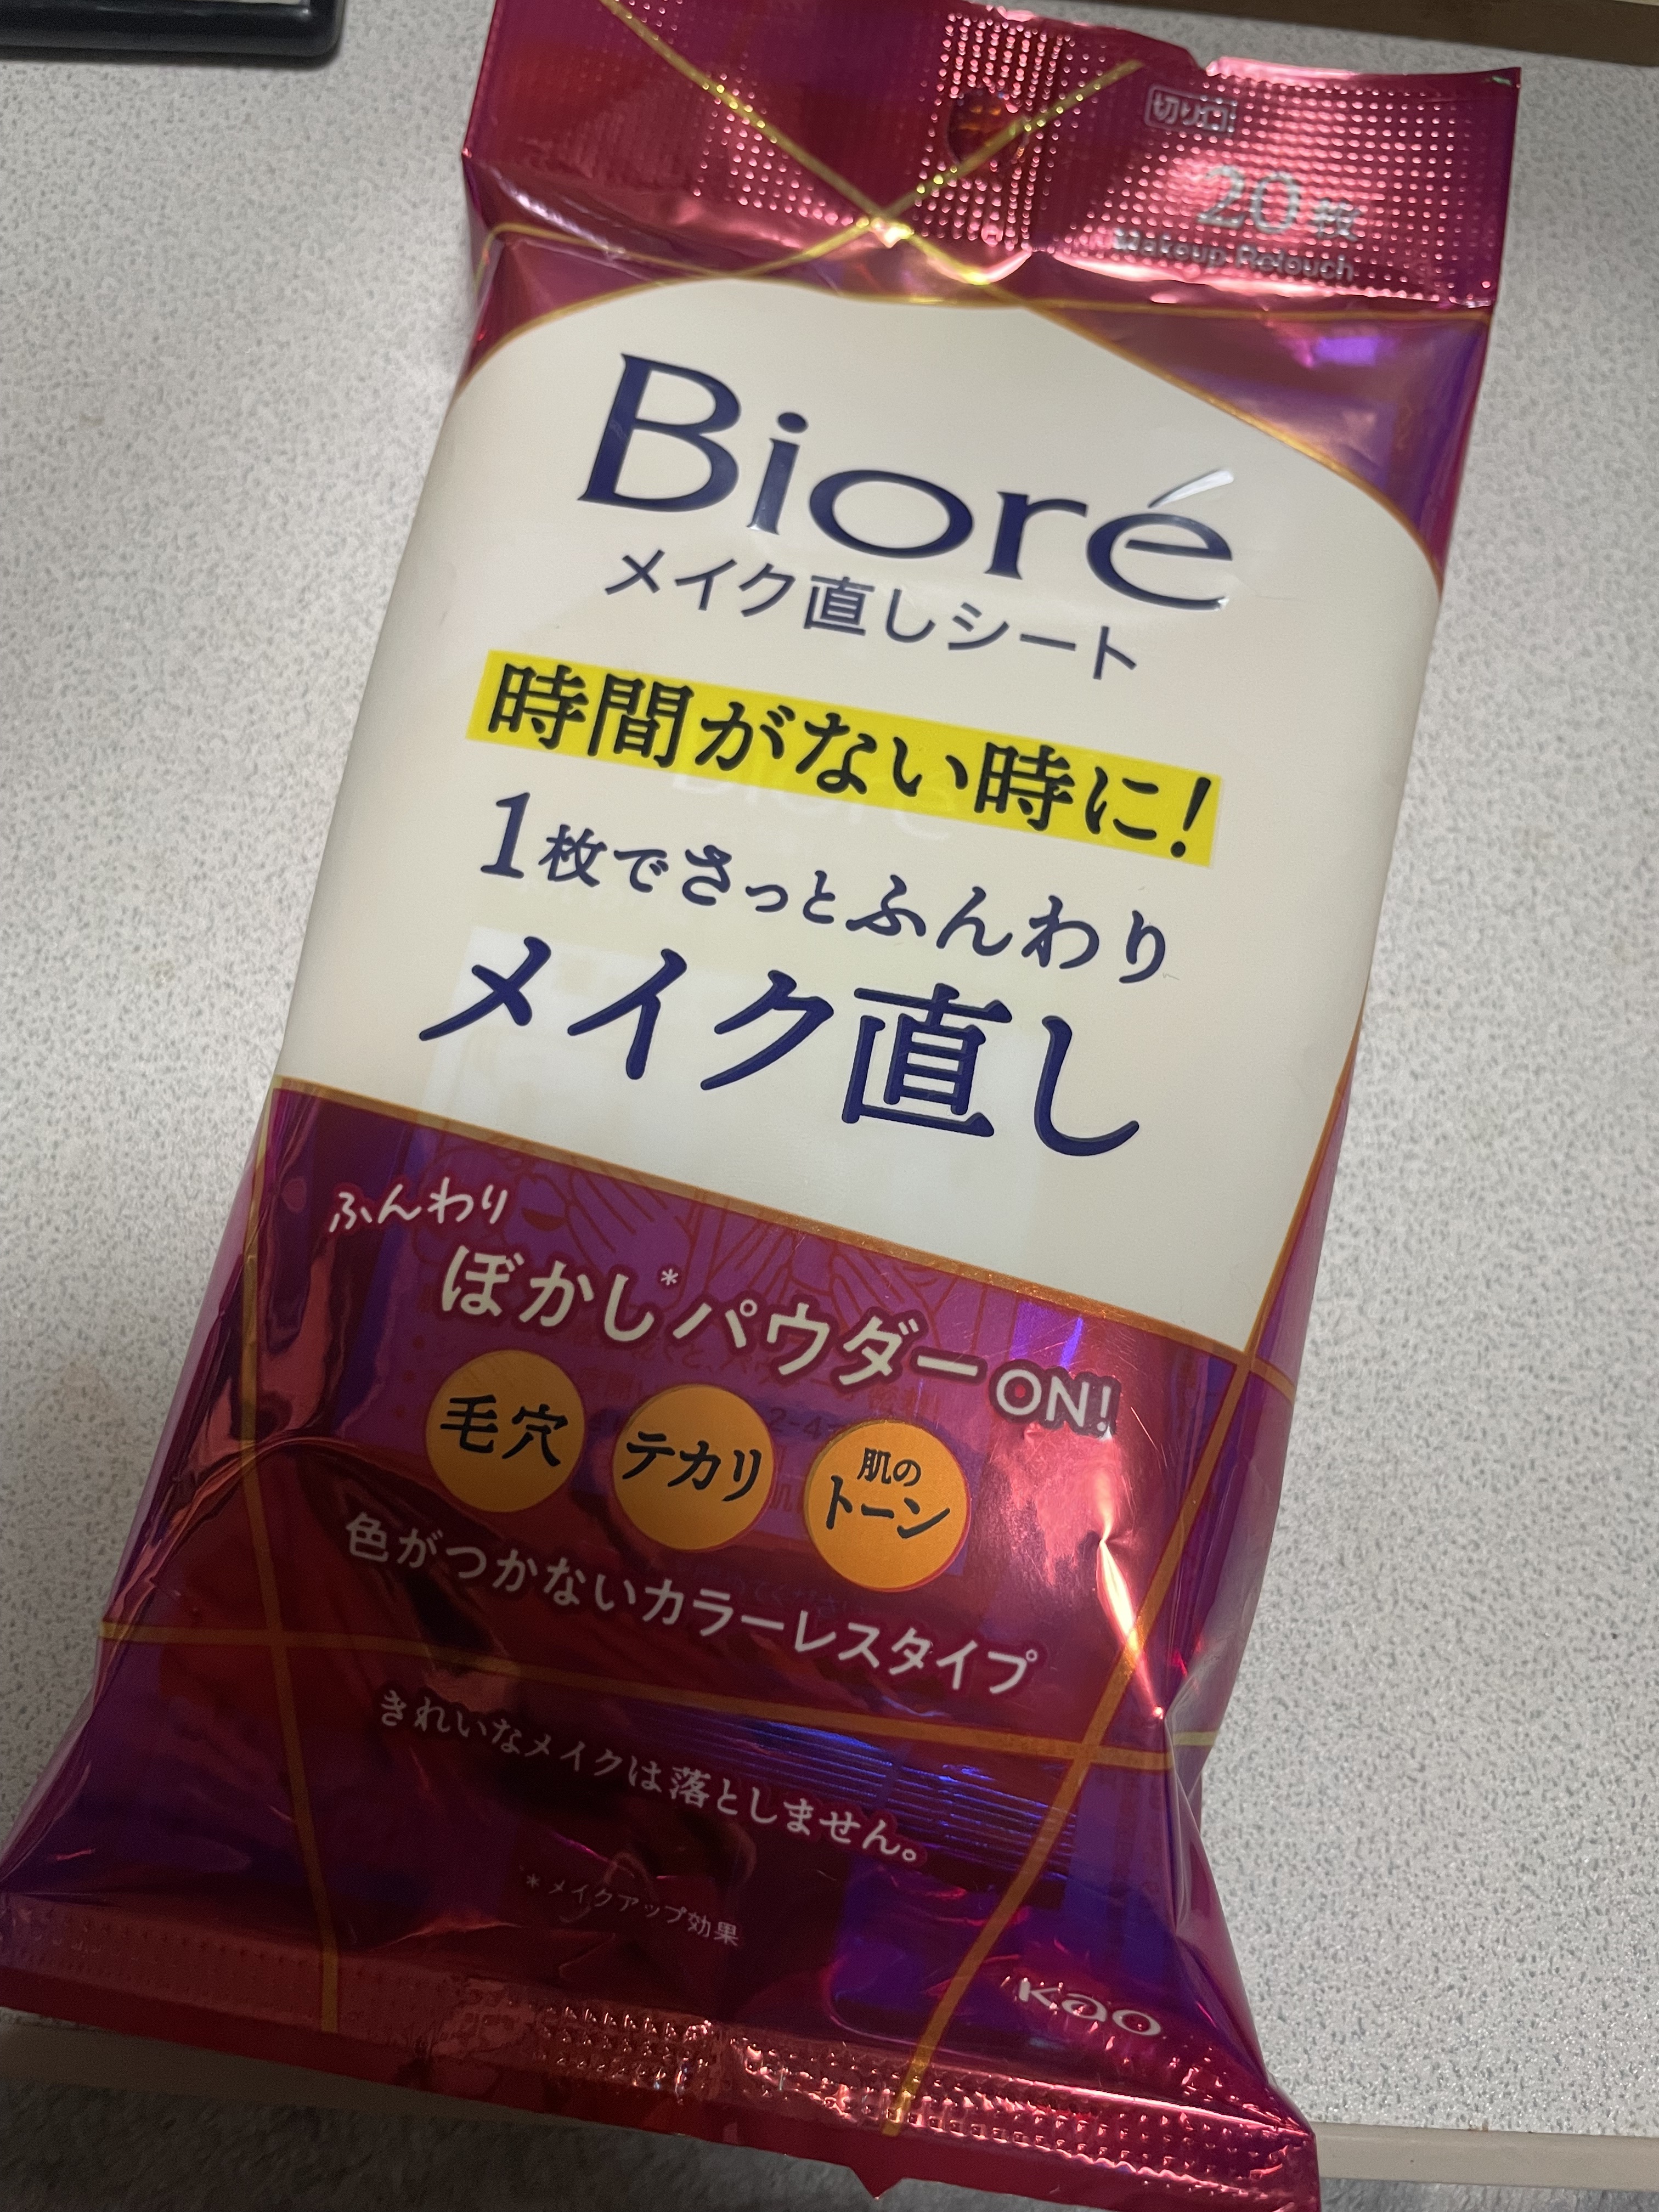 切り口
20枚
Makeup Retouch
Bioré
メイク直しシート
時間がない時に!
1枚でさっとふんわり
メイク直し
ふんわり
ぼかし*パウダーON!
毛穴
テカリ
肌の
トーン
色がつかないカラーレスタイプ
きれいなメイクは落としません。
*メイクアップ効果
kao